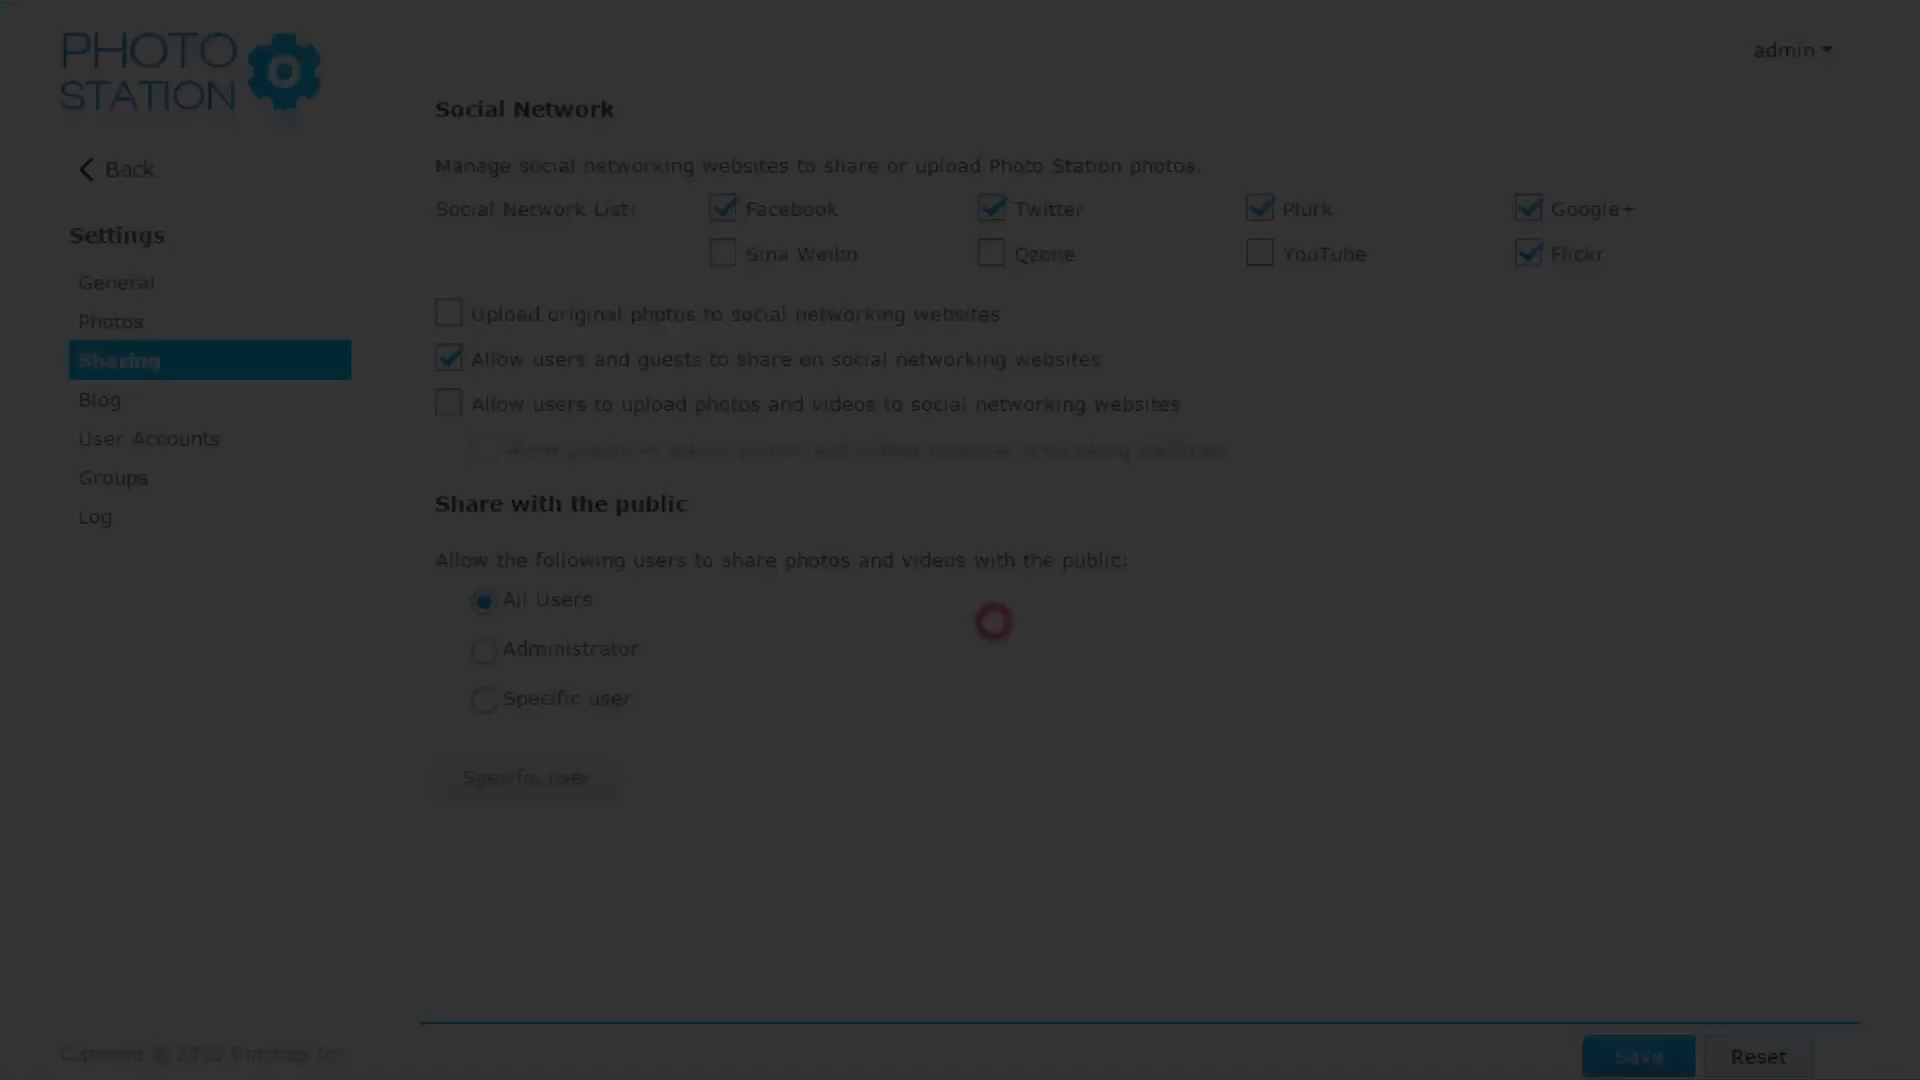 PHOTO
STATION
admin
Social Network
Back
Manage social networking websites to share or upload Photo Station photos.
Social Network List:
Facebook
Twitter
Plurk
Google+
Settings
Sina Weibo
Qzone
YouTube
Flickr
General
Upload original photos to social networking websites
Photos
Sharing
Allow users and guests to share on social networking websites
Blog
Allow users to upload photos and videos to social networking websites
User Accounts
Groups
Log
Share with the public
Allow the following users to share photos and videos with the public:
All Users
Administrator
Specific user
Specific user
Save
Reset